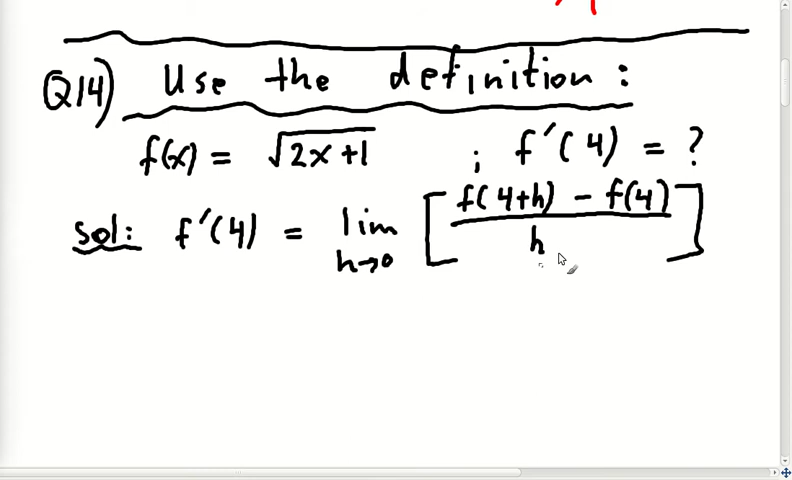 Q14) Use the definition:
f(x) = √2x+1 ; f′(4) = ?
sol: f′(4) = lim h→0 [ f(4+h) - f(4) / h ]